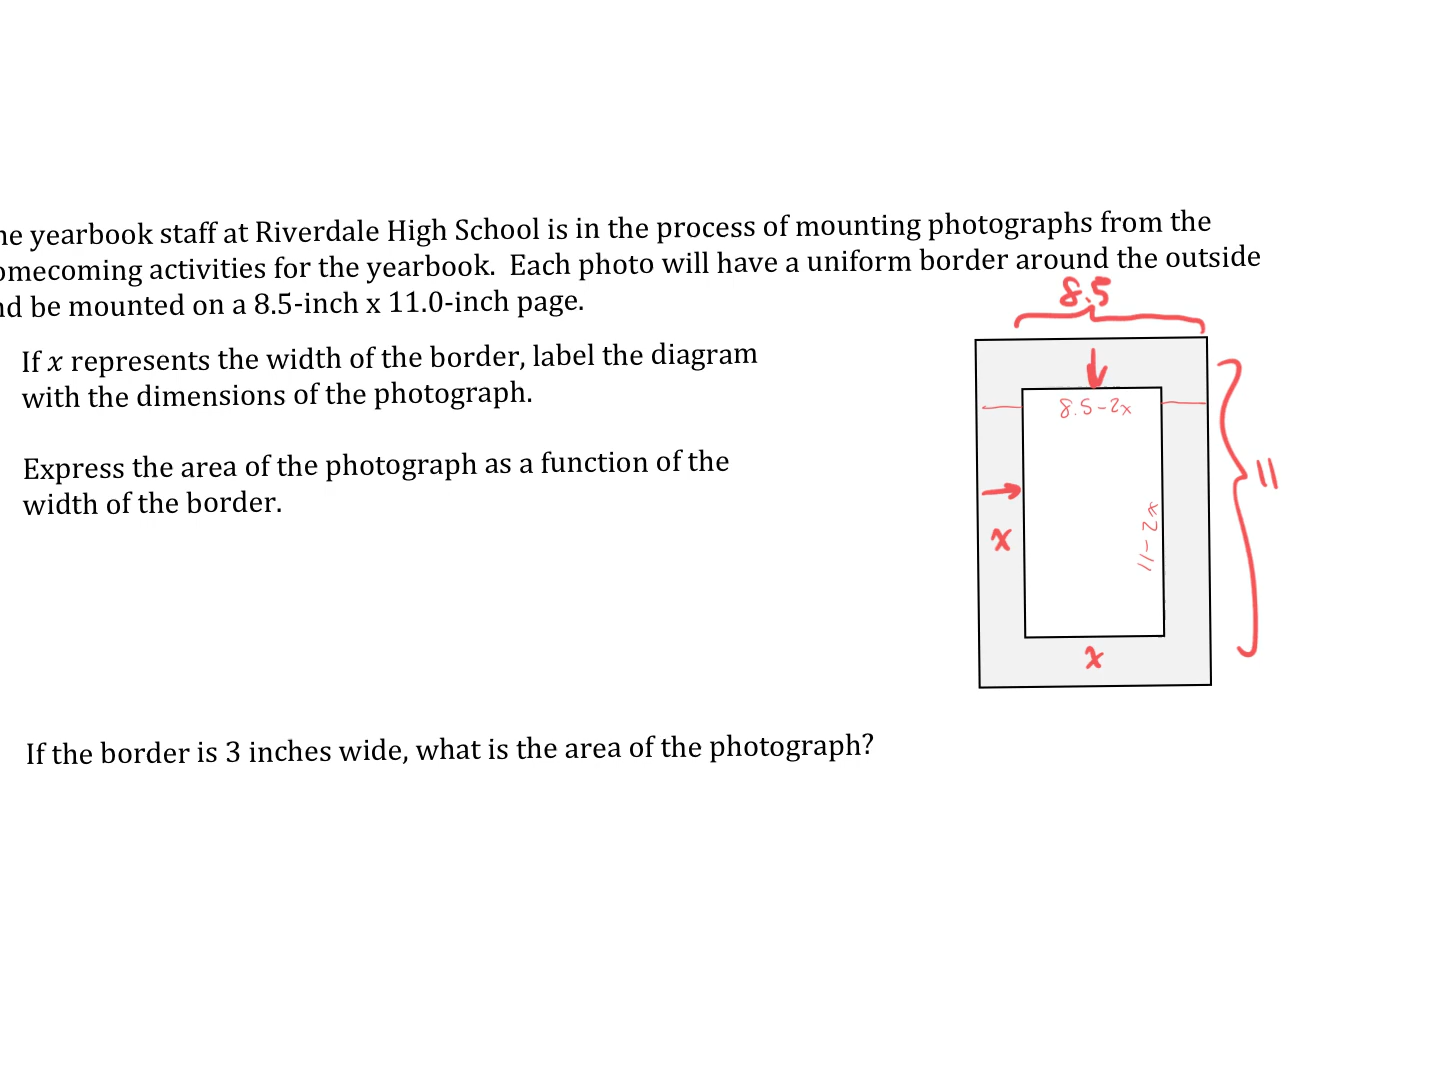 he yearbook staff at Riverdale High School is in the process of mounting photographs from the
omecoming activities for the yearbook. Each photo will have a uniform border around the outside
nd be mounted on a 8.5-inch x 11.0-inch page.
8.5
If x represents the width of the border, label the diagram
with the dimensions of the photograph.
8.5-2x
Express the area of the photograph as a function of the
width of the border.
11
x
11-2x
x
If the border is 3 inches wide, what is the area of the photograph?